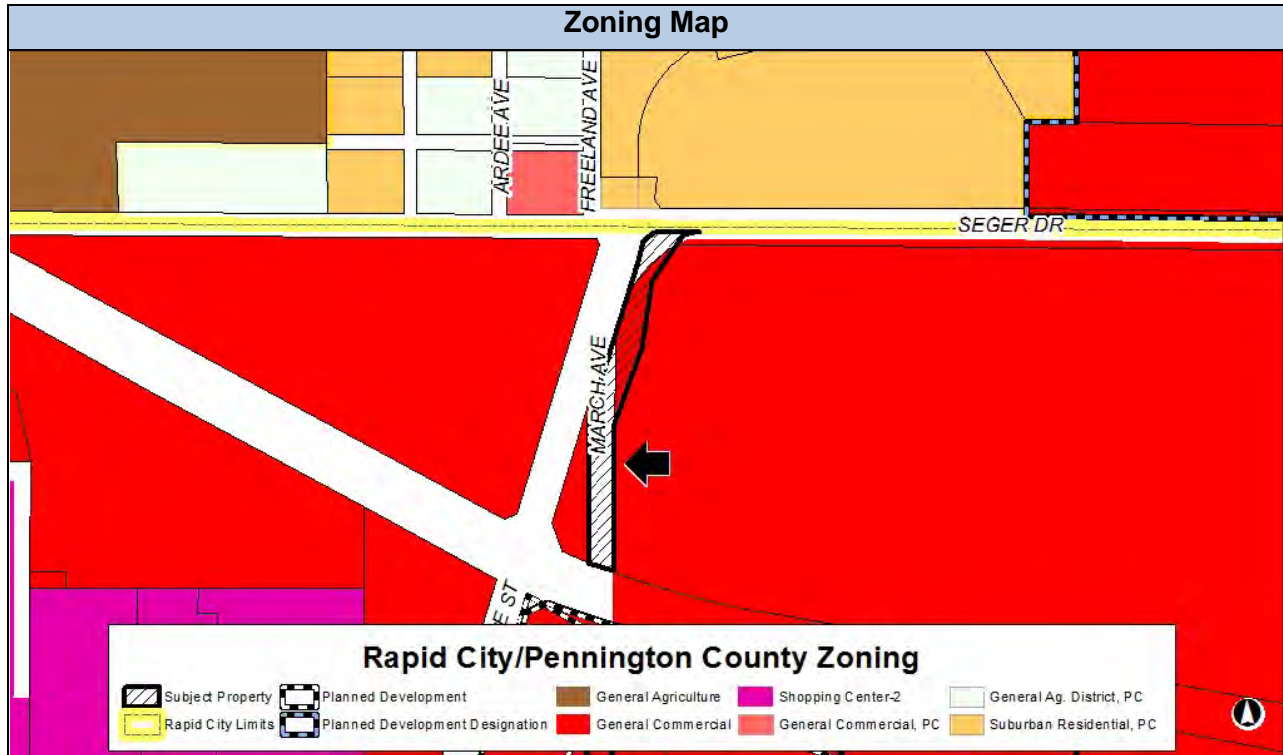 Zoning Map
ARDEE AVE
FREELAND AVE
SEGER DR
MARCH AVE
E ST
Rapid City/Pennington County Zoning
Subject Property Planned Development General Agriculture Shopping Center-2 General Ag. District, PC
Rapid City Limits Planned Development Designation General Commercial General Commercial, PC Suburban Residential, PC